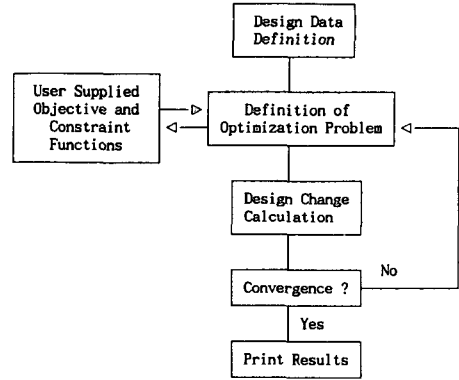 Design Data
Definition
User Supplied
Objective and
Constraint
Functions
Definition of
Optimization Problem
Design Change
Calculation
Convergence ?
No
Yes
Print Results